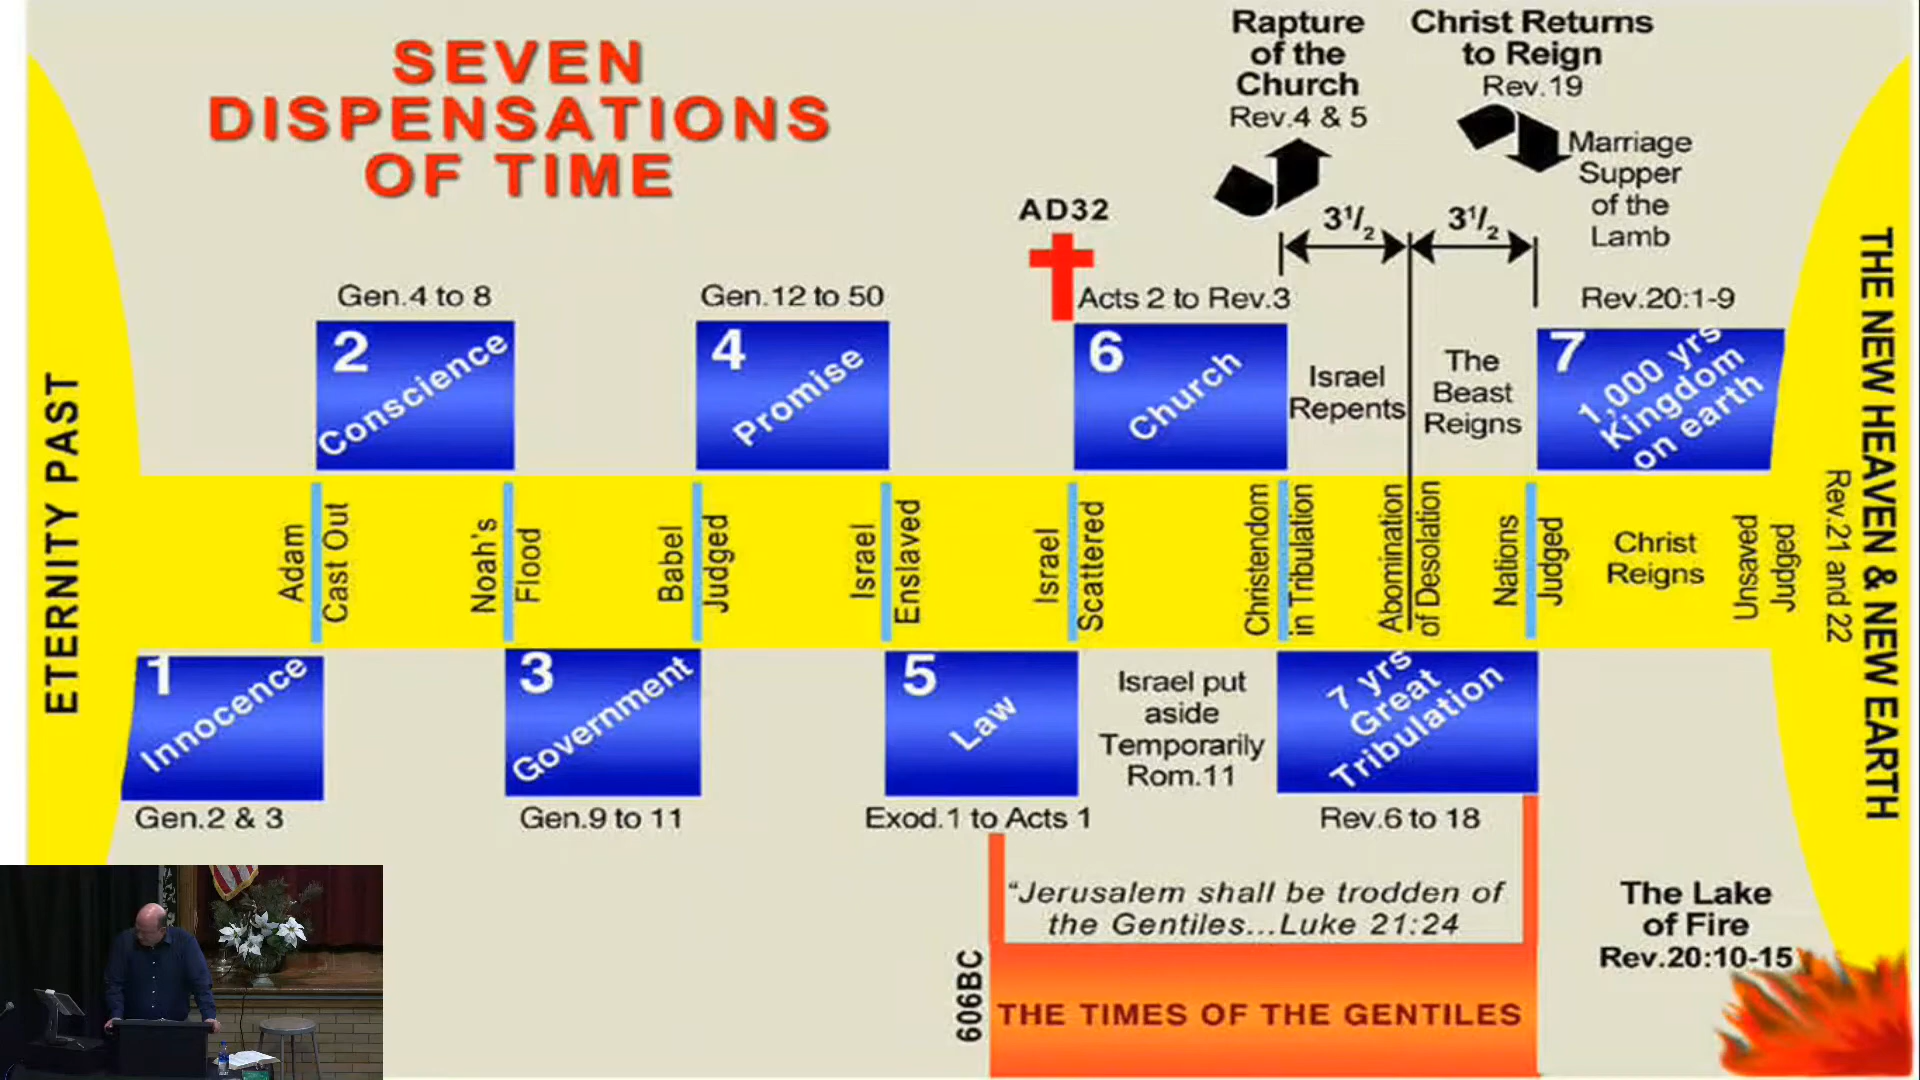 SEVEN
DISPENSATIONS
OF TIME
Rapture
of the
Church
Rev.4 & 5
Christ Returns
to Reign
Rev.19
Marriage
Supper
of the
Lamb
AD32
3½
3½
Gen.4 to 8
Gen.12 to 50
Acts 2 to Rev.3
Rev.20:1-9
2
Conscience
4
Promise
6
Church
Israel
Repents
The
Beast
Reigns
7
1,000 yrs
Kingdom
on earth
ETERNITY PAST
Adam
Cast Out
Noah's
Flood
Babel
Judged
Israel
Enslaved
Israel
Scattered
Christendom
in Tribulation
Abomination
of Desolation
Nations
Judged
Christ
Reigns
Unsaved
Judged
Rev.21 and 22
THE NEW HEAVEN & NEW EARTH
1
Innocence
3
Government
5
Law
Israel put
aside
Temporarily
Rom.11
7 yrs
Great
Tribulation
Gen.2 & 3
Gen.9 to 11
Exod.1 to Acts 1
Rev.6 to 18
"Jerusalem shall be trodden of
the Gentiles...Luke 21:24
606BC
THE TIMES OF THE GENTILES
The Lake
of Fire
Rev.20:10-15